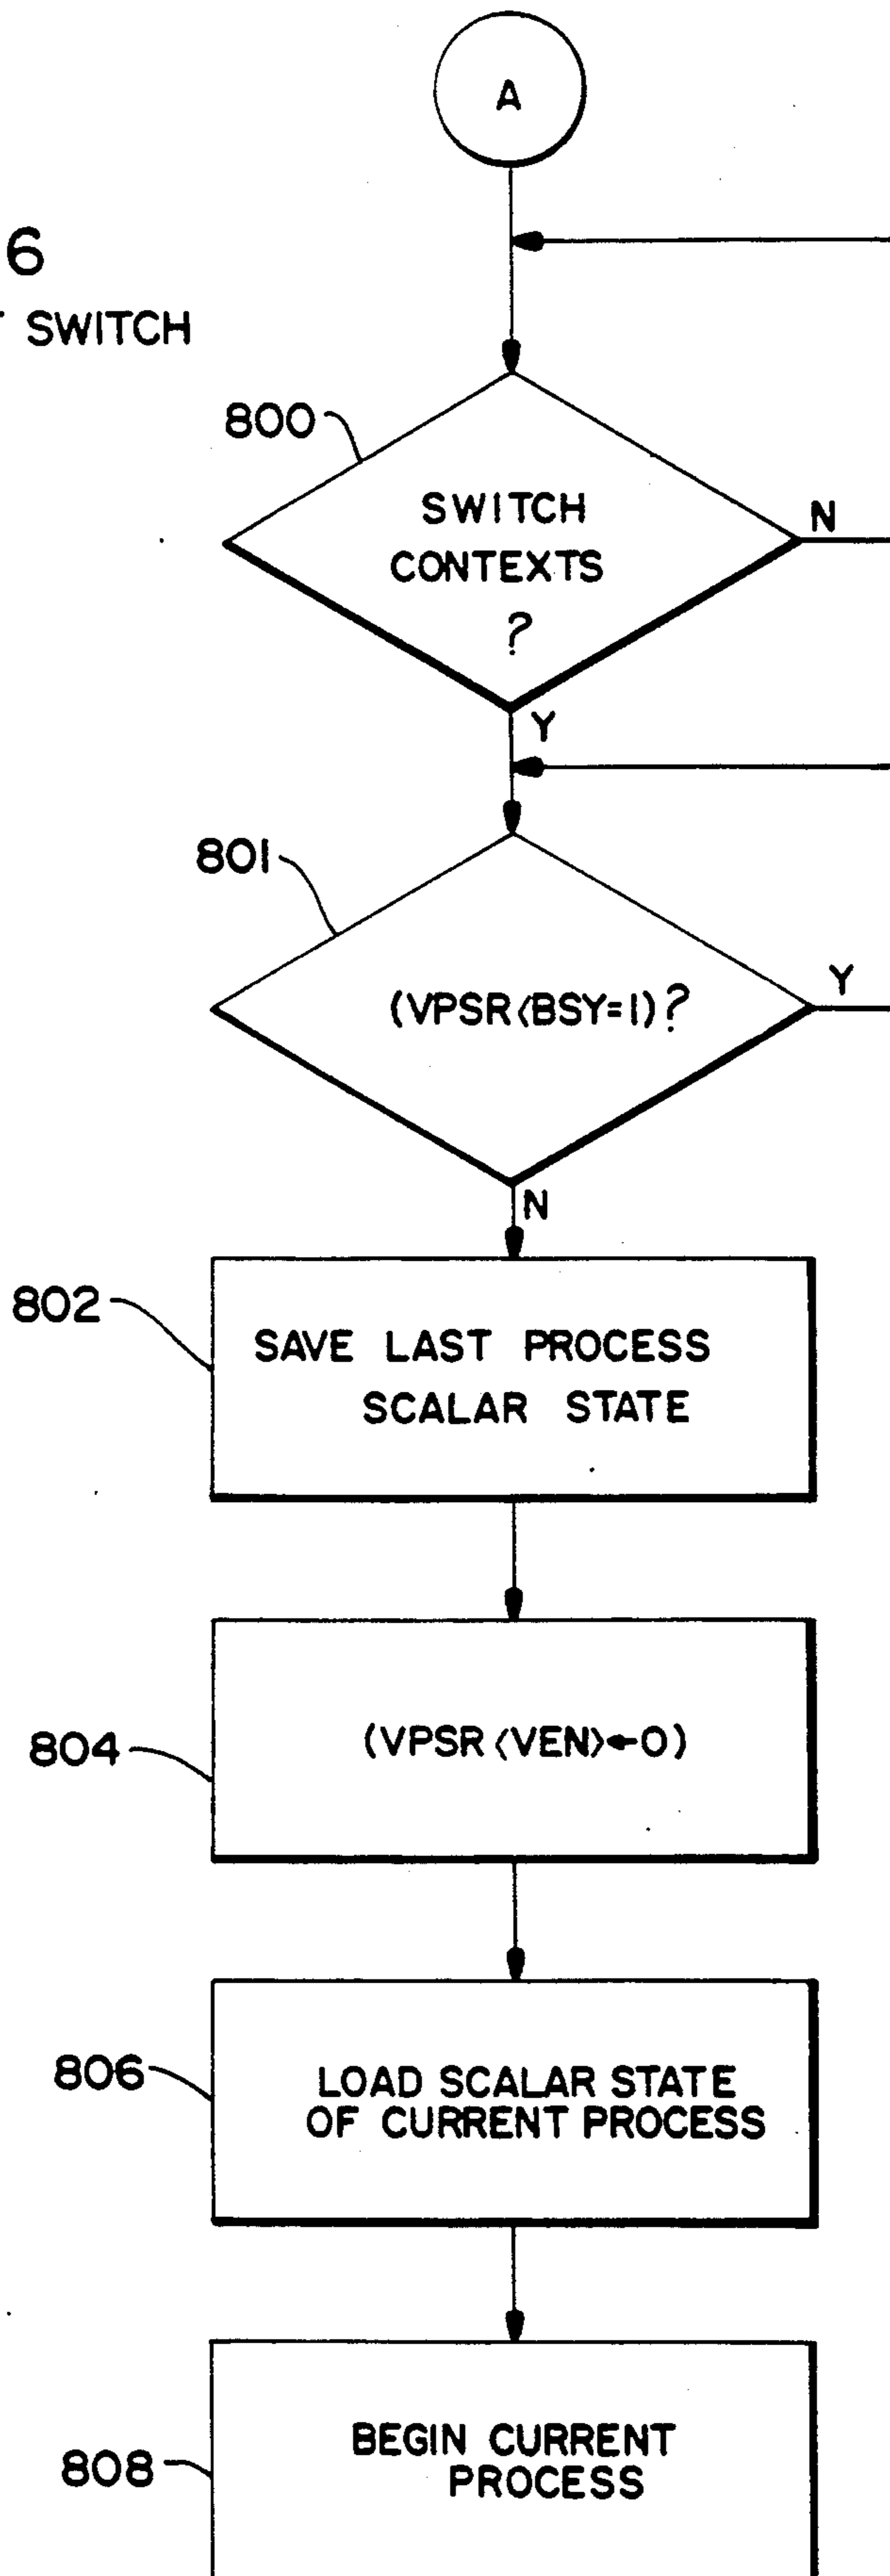 A
6
SWITCH
800
SWITCH
CONTEXTS
?
N
Y
801
(VPSR<BSY=1)?
Y
N
802
SAVE LAST PROCESS
SCALAR STATE
804
(VPSR<VEN>←0)
806
LOAD SCALAR STATE
OF CURRENT PROCESS
808
BEGIN CURRENT
PROCESS